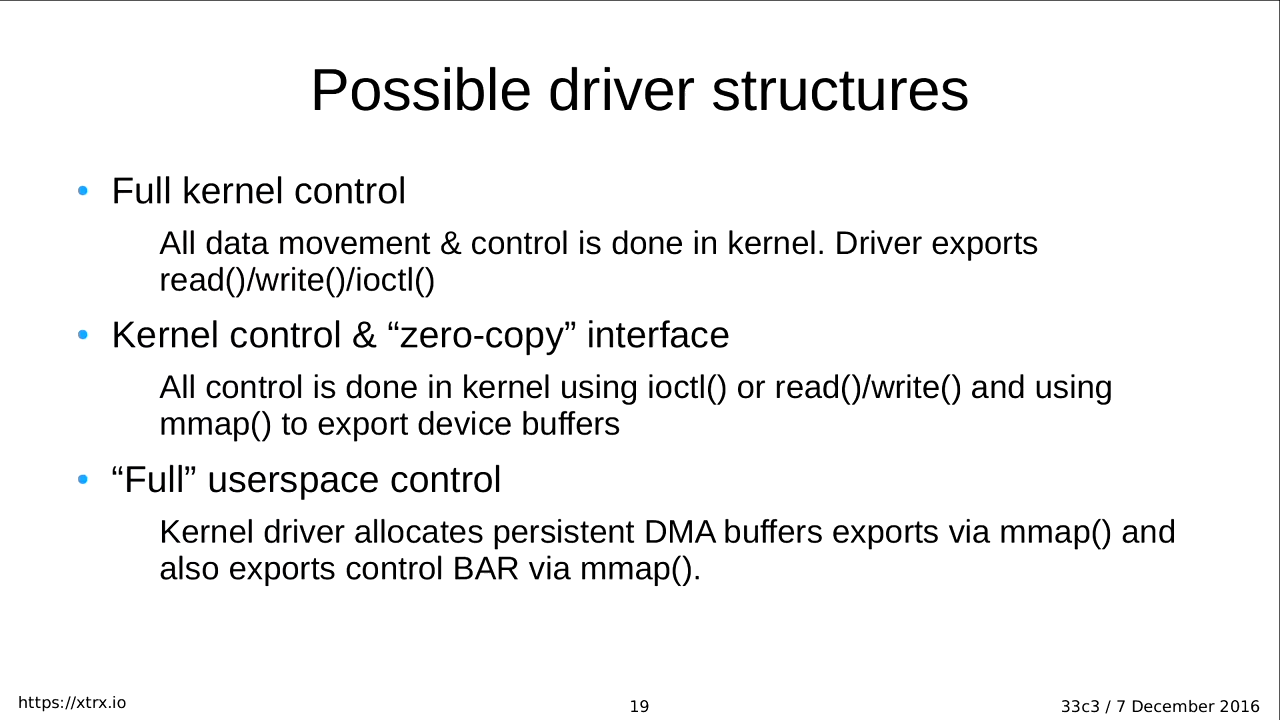 Possible driver structures
• Full kernel control
All data movement & control is done in kernel. Driver exports
read()/write()/ioctl()
• Kernel control & “zero-copy” interface
All control is done in kernel using ioctl() or read()/write() and using
mmap() to export device buffers
• “Full” userspace control
Kernel driver allocates persistent DMA buffers exports via mmap() and
also exports control BAR via mmap().
https://xtrx.io
19
33c3 / 7 December 2016